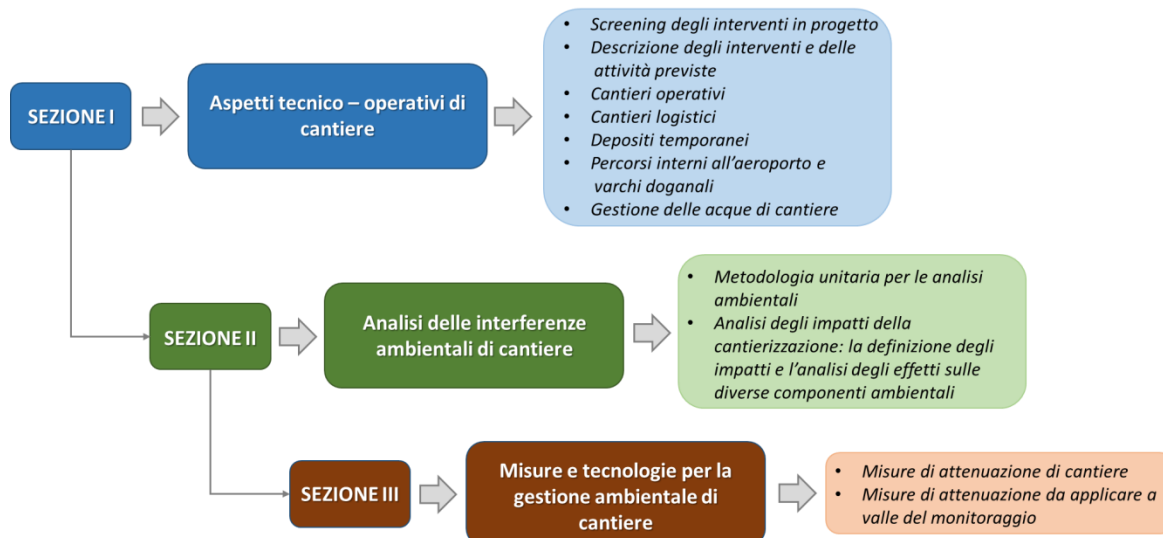 SEZIONE I
Aspetti tecnico – operativi di
cantiere
• Screening degli interventi in progetto
• Descrizione degli interventi e delle
attività previste
• Cantieri operativi
• Cantieri logistici
• Depositi temporanei
• Percorsi interni all’aeroporto e
varchi doganali
• Gestione delle acque di cantiere
SEZIONE II
Analisi delle interferenze
ambientali di cantiere
• Metodologia unitaria per le analisi
ambientali
• Analisi degli impatti della
cantierizzazione: la definizione degli
impatti e l’analisi degli effetti sulle
diverse componenti ambientali
SEZIONE III
Misure e tecnologie per la
gestione ambientale di
cantiere
• Misure di attenuazione di cantiere
• Misure di attenuazione da applicare a
valle del monitoraggio